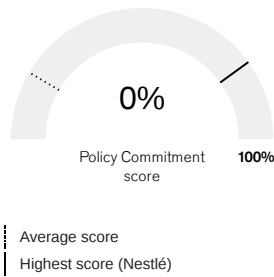 0%
Policy Commitment 100%
score
Average score
Highest score (Nestlé)